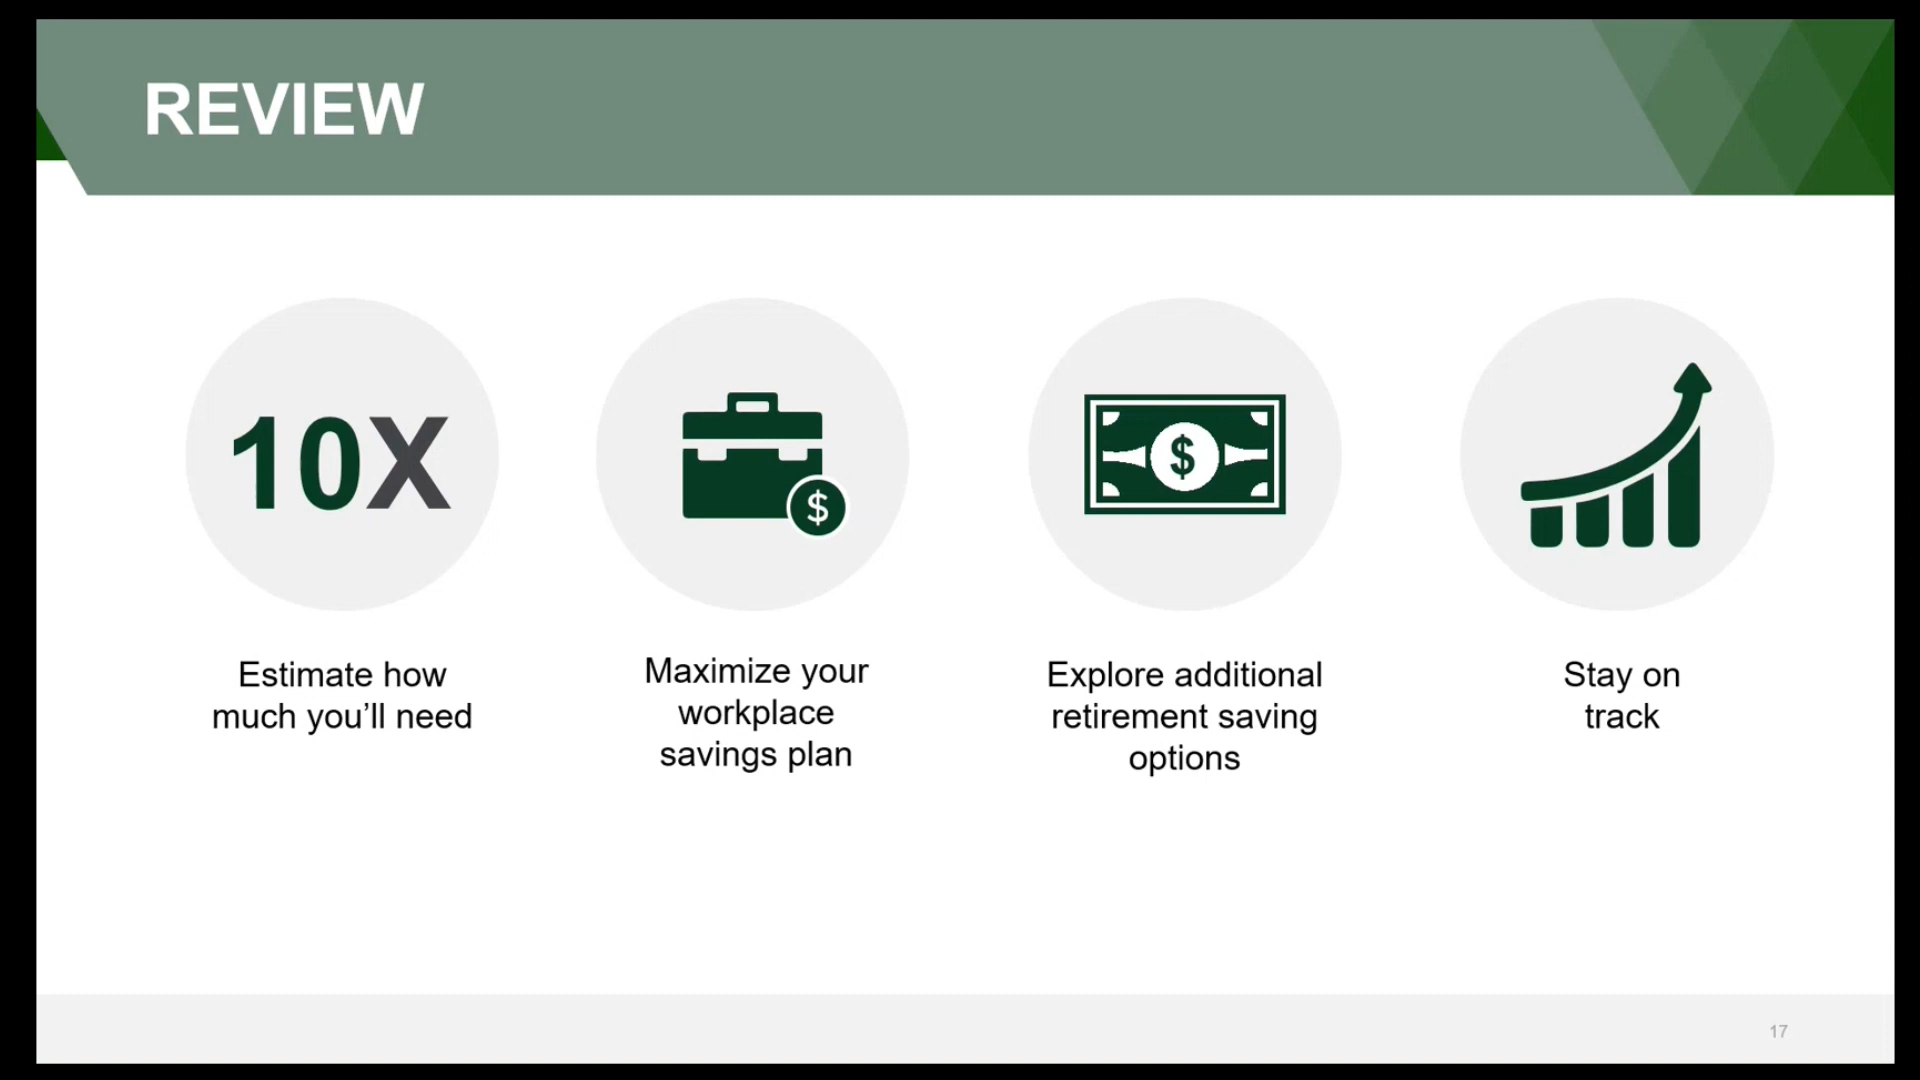 REVIEW
10X
$
$
Estimate how
much you’ll need
Maximize your
workplace
savings plan
Explore additional
retirement saving
options
Stay on
track
17